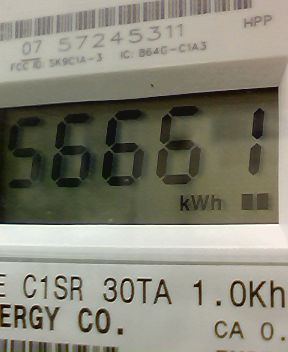 HPP
07 57245311
FCC ID: SK9C1A-3 IC: 864G-C1A3
56661
kWh
E C1SR 30TA 1.0Kh
ERGY CO.
CA 0.